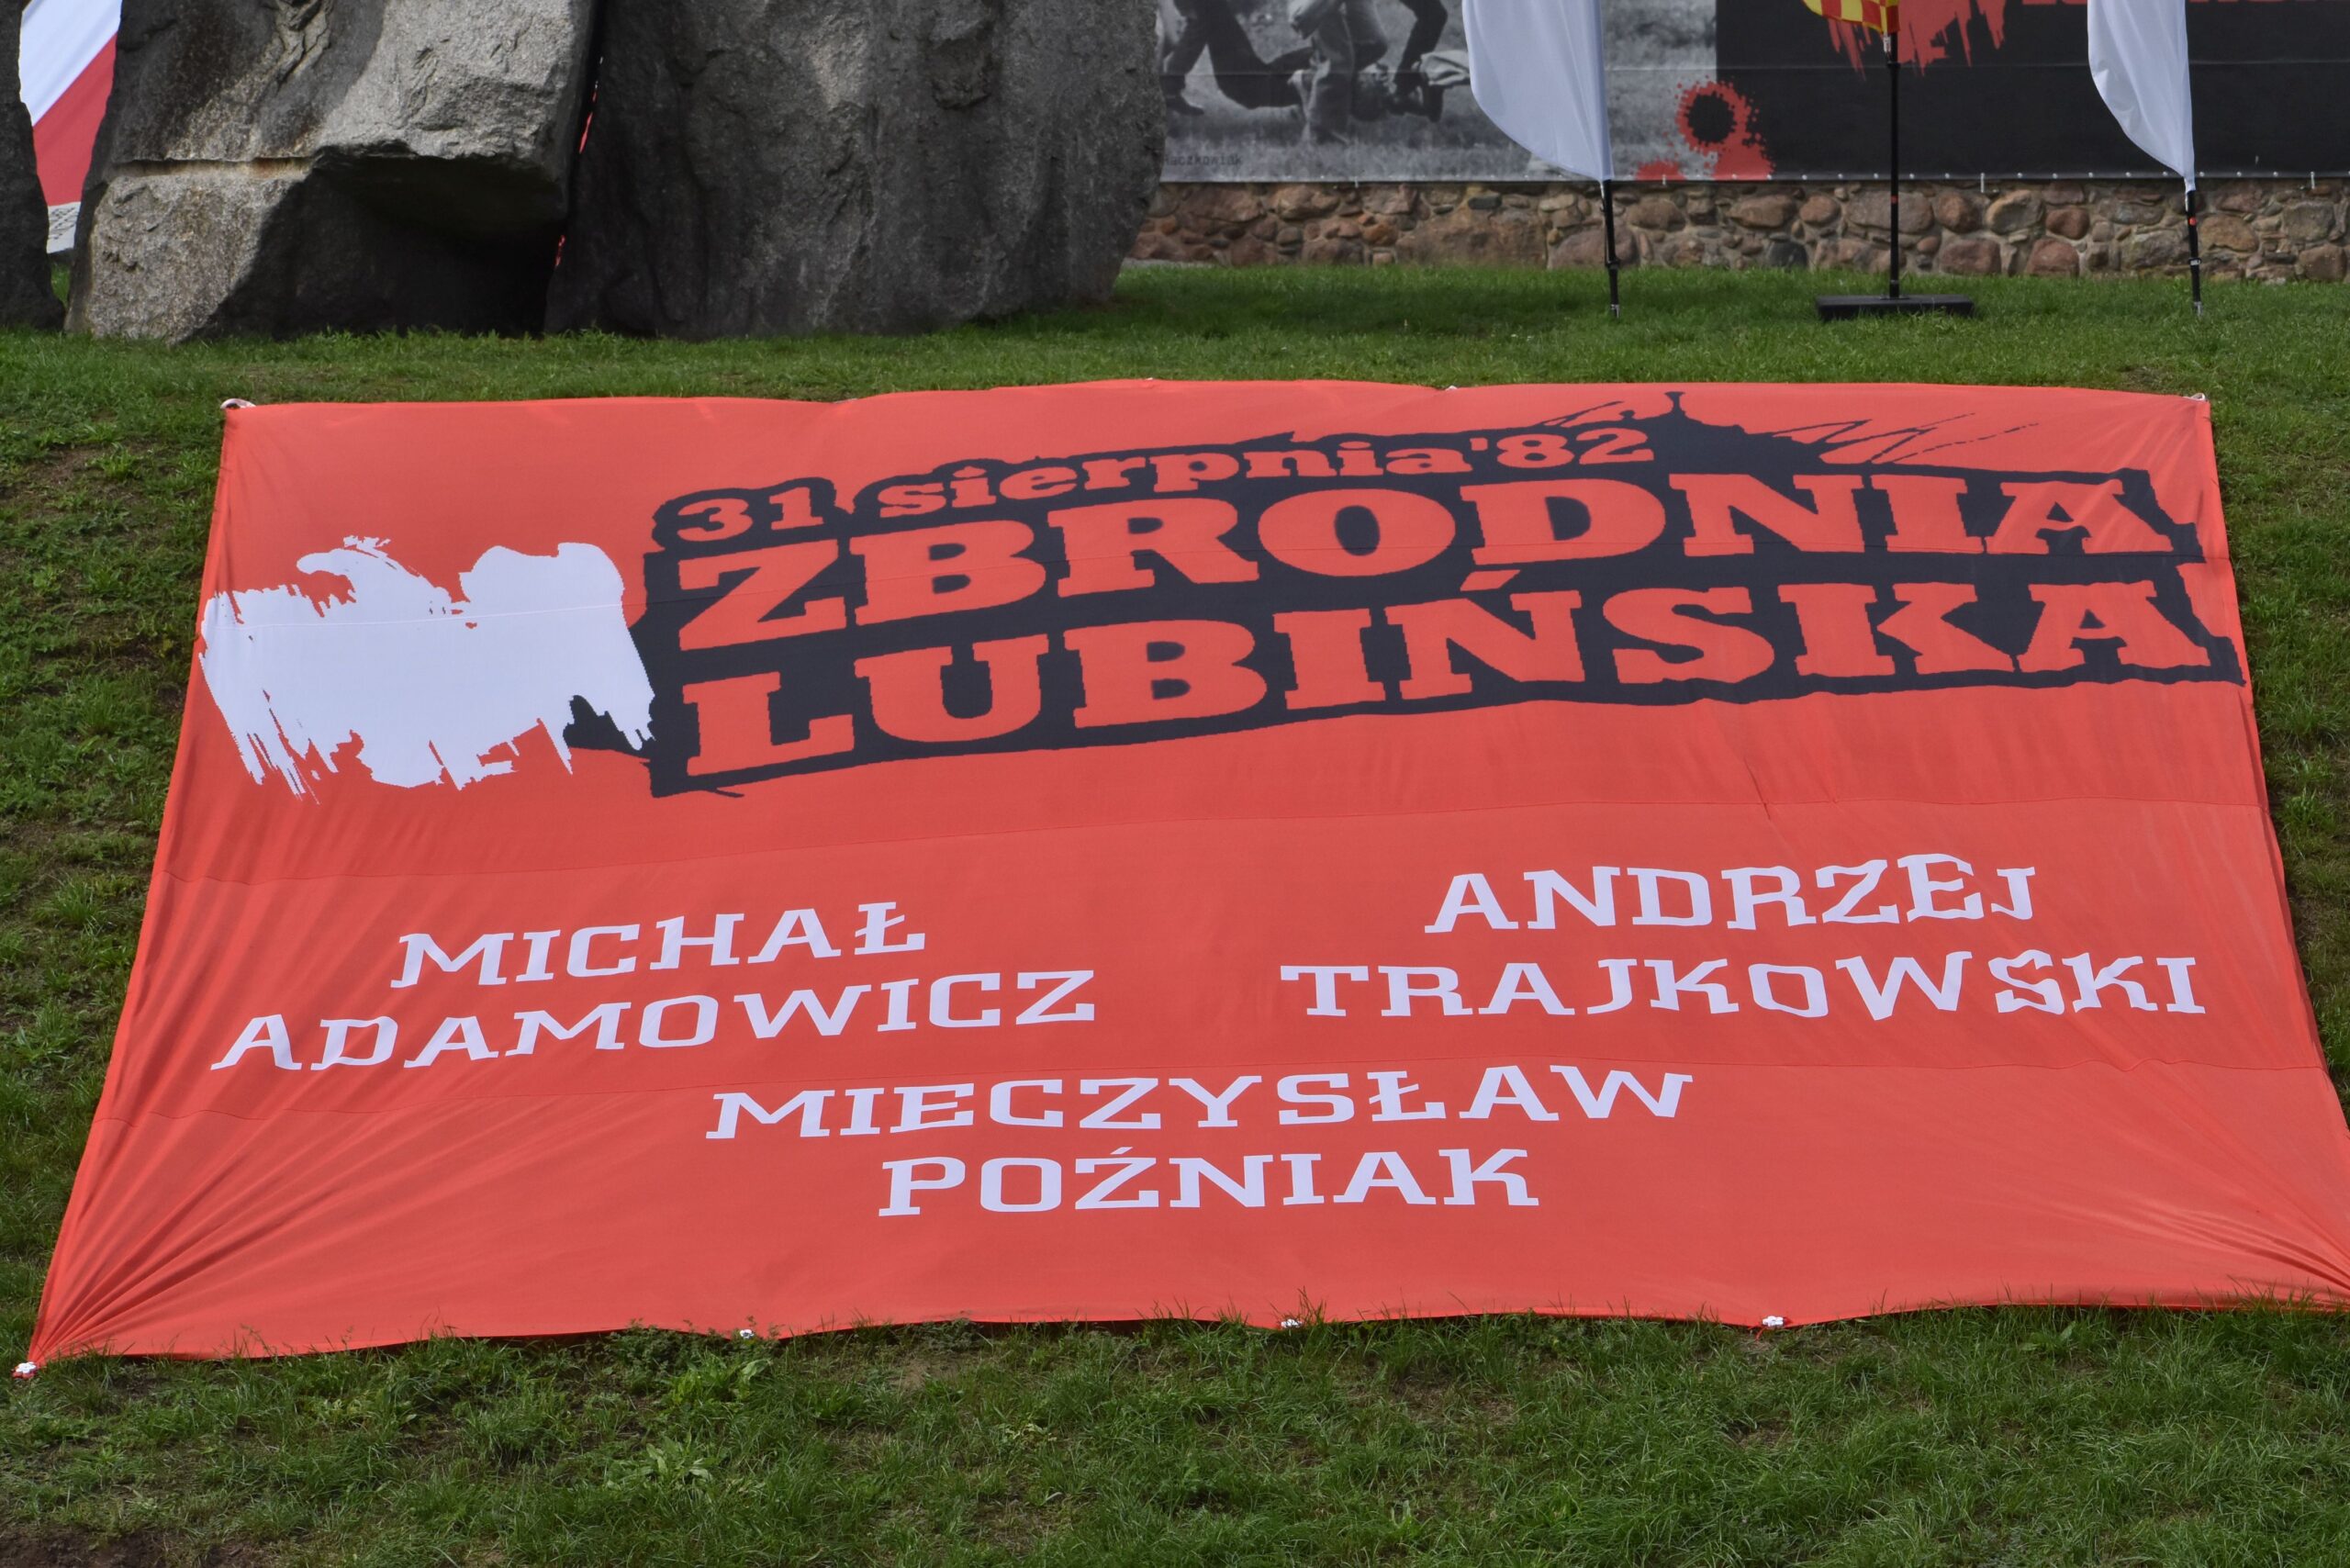 31 sierpnia'82
ZBRODNIA
LUBIŃSKA
MICHAŁ
ADAMOWICZ
ANDRZEJ
TRAJKOWSKI
MIECZYSŁAW
POŹNIAK